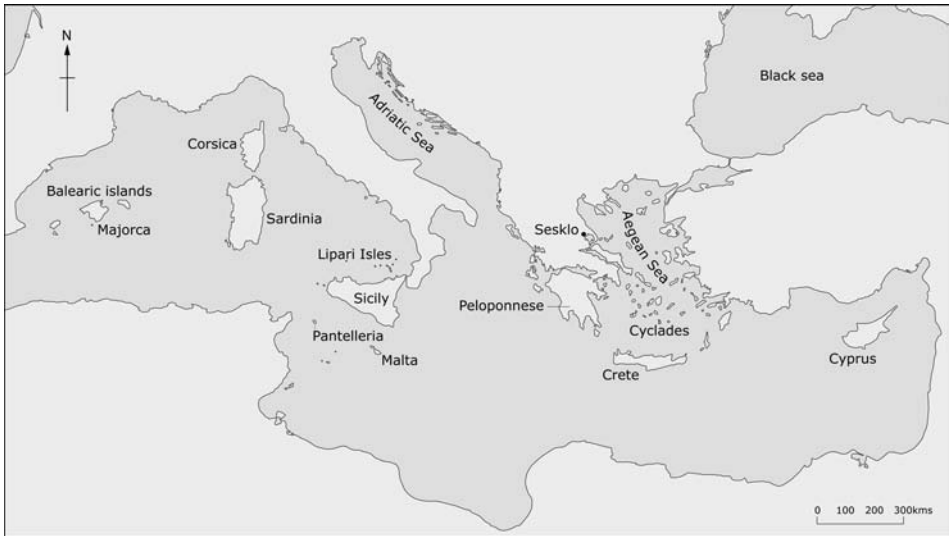 N
Black sea
Adriatic Sea
Corsica
Balearic islands
Majorca
Sardinia
Sesklo
Aegean Sea
Lipari Isles
Sicily
Peloponnese
Pantelleria
Malta
Cyclades
Crete
Cyprus
0 100 200 300kms